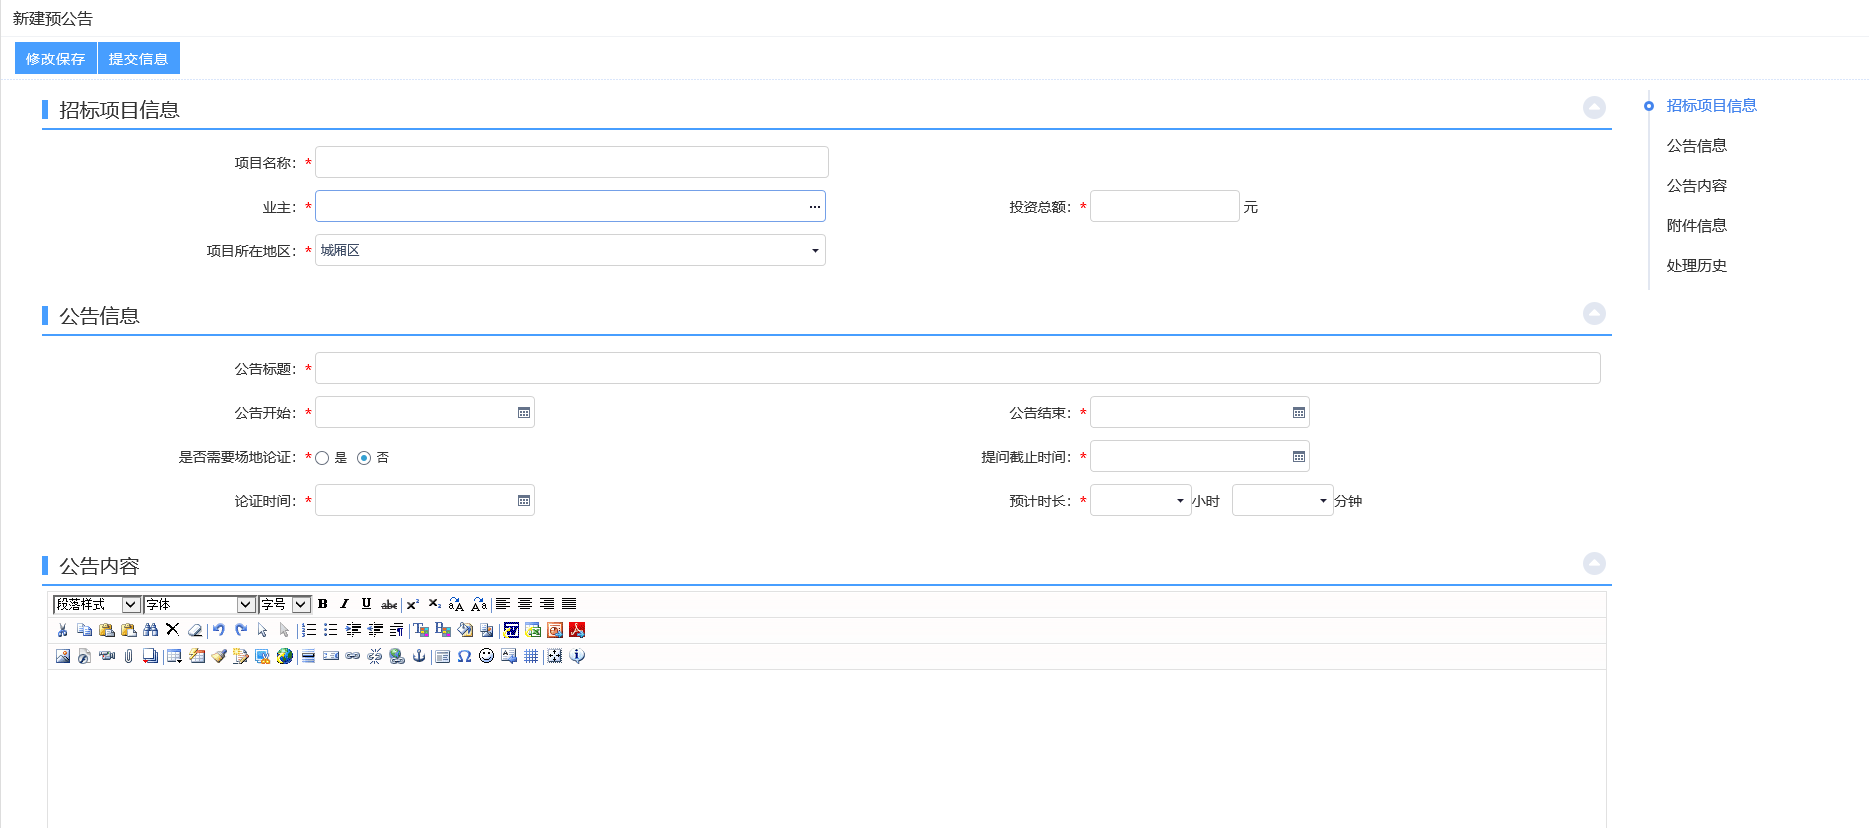 新建预公告
修改保存 提交信息
招标项目信息
项目名称：*
业主：* ...
投资总额：* 元
项目所在地区：* 城厢区
公告信息
公告标题：*
公告开始：*
公告结束：*
是否需要场地论证：* 是 否
提问截止时间：*
论证时间：*
预计时长：* 小时 分钟
公告内容
段落样式 字体 字号 B I U abc
招标项目信息
公告信息
公告内容
附件信息
处理历史